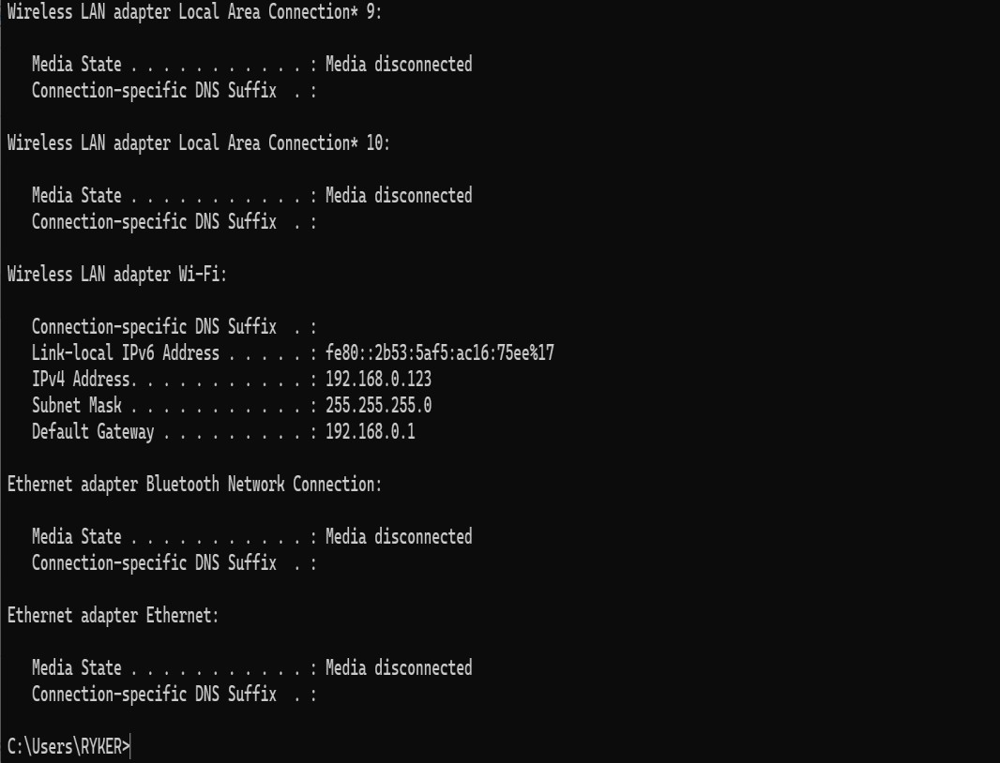 Wireless LAN adapter Local Area Connection* 9:
Media State . . . . . . . . . . . : Media disconnected
Connection-specific DNS Suffix  . :
Wireless LAN adapter Local Area Connection* 10:
Media State . . . . . . . . . . . : Media disconnected
Connection-specific DNS Suffix  . :
Wireless LAN adapter Wi-Fi:
Connection-specific DNS Suffix  . :
Link-local IPv6 Address . . . . . : fe80::2b53:5af5:ac16:75ee%17
IPv4 Address. . . . . . . . . . . : 192.168.0.123
Subnet Mask . . . . . . . . . . . : 255.255.255.0
Default Gateway . . . . . . . . . : 192.168.0.1
Ethernet adapter Bluetooth Network Connection:
Media State . . . . . . . . . . . : Media disconnected
Connection-specific DNS Suffix  . :
Ethernet adapter Ethernet:
Media State . . . . . . . . . . . : Media disconnected
Connection-specific DNS Suffix  . :
C:\Users\RYKER>